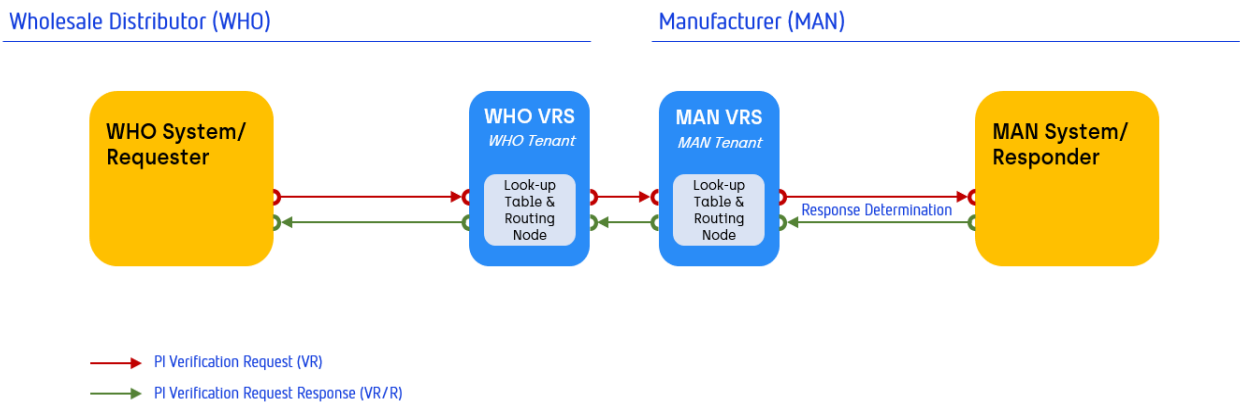 Wholesale Distributor (WHO)
Manufacturer (MAN)
WHO System/
Requester
WHO VRS
WHO Tenant
Look-up
Table &
Routing
Node
MAN VRS
MAN Tenant
Look-up
Table &
Routing
Node
MAN System/
Responder
Response Determination
PI Verification Request (VR)
PI Verification Request Response (VR/R)